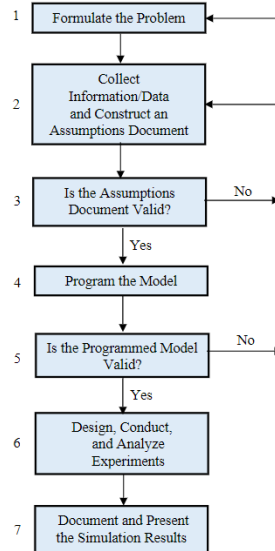 1
Formulate the Problem
2
Collect
Information/Data
and Construct an
Assumptions Document
3
Is the Assumptions
Document Valid?
No
Yes
4
Program the Model
5
Is the Programmed Model
Valid?
No
Yes
6
Design, Conduct,
and Analyze
Experiments
7
Document and Present
the Simulation Results